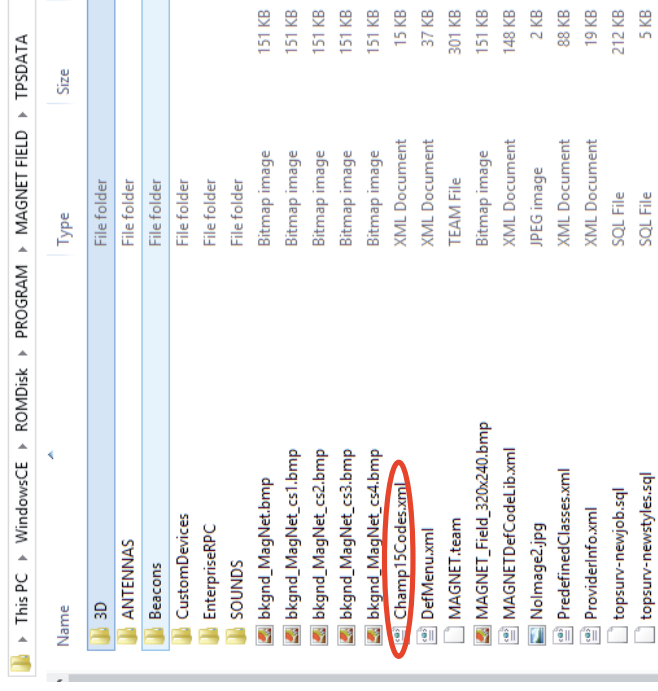 This PC ▸ WindowsCE ▸ ROMDisk ▸ PROGRAM ▸ MAGNET FIELD ▸ TPSDATA
Name Type Size
3D File folder
ANTENNAS File folder
Beacons File folder
CustomDevices File folder
EnterpriseRPC File folder
SOUNDS File folder
bkgnd_MagNet.bmp Bitmap image 151 KB
bkgnd_MagNet_cs1.bmp Bitmap image 151 KB
bkgnd_MagNet_cs2.bmp Bitmap image 151 KB
bkgnd_MagNet_cs3.bmp Bitmap image 151 KB
bkgnd_MagNet_cs4.bmp Bitmap image 151 KB
Champ15Codes.xml XML Document 15 KB
DefMenu.xml XML Document 37 KB
MAGNET.team TEAM File 301 KB
MAGNET_Field_320x240.bmp Bitmap image 151 KB
MAGNETDefCodeLib.xml XML Document 148 KB
NoImage2.jpg JPEG image 2 KB
PredefinedClasses.xml XML Document 88 KB
ProviderInfo.xml XML Document 19 KB
topsurv-newjob.sql SQL File 212 KB
topsurv-newstyles.sql SQL File 5 KB